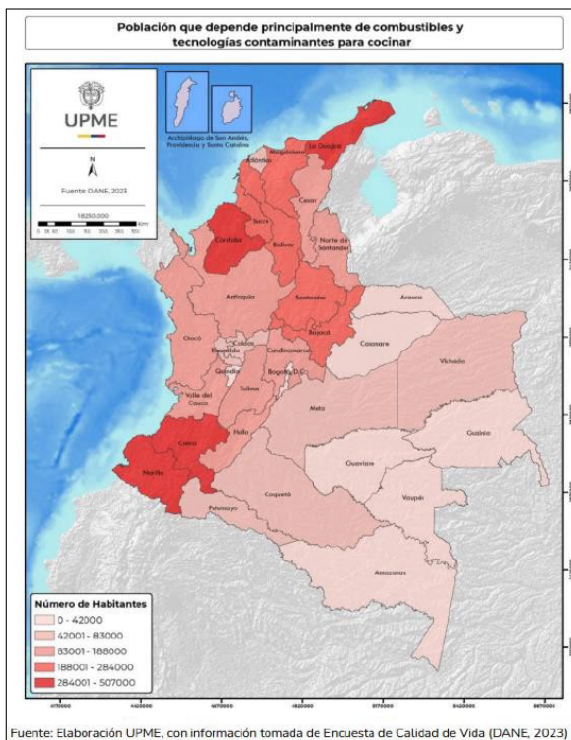 Población que depende principalmente de combustibles y
tecnologías contaminantes para cocinar
UPME
N
Fuente: DANE, 2023
Archipiélago de San Andrés,
Providencia y Santa Catalina
La Guajira
Magdalena
Atlántico
Cesar
Sucre
Córdoba
Bolívar
Norte de
Santander
Antioquia
Santander
Arauca
Boyacá
Casanare
Chocó
Caldas
Risaralda
Cundinamarca
Vichada
Quindío
Bogotá, D.C.
Tolima
Valle del
Cauca
Meta
Guainía
Huila
Cauca
Guaviare
Nariño
Caquetá
Vaupés
Putumayo
Amazonas
Número de Habitantes
0 - 42000
42001 - 83000
83001 - 188000
188001 - 284000
284001 - 507000
Fuente: Elaboración UPME, con información tomada de Encuesta de Calidad de Vida (DANE, 2023)